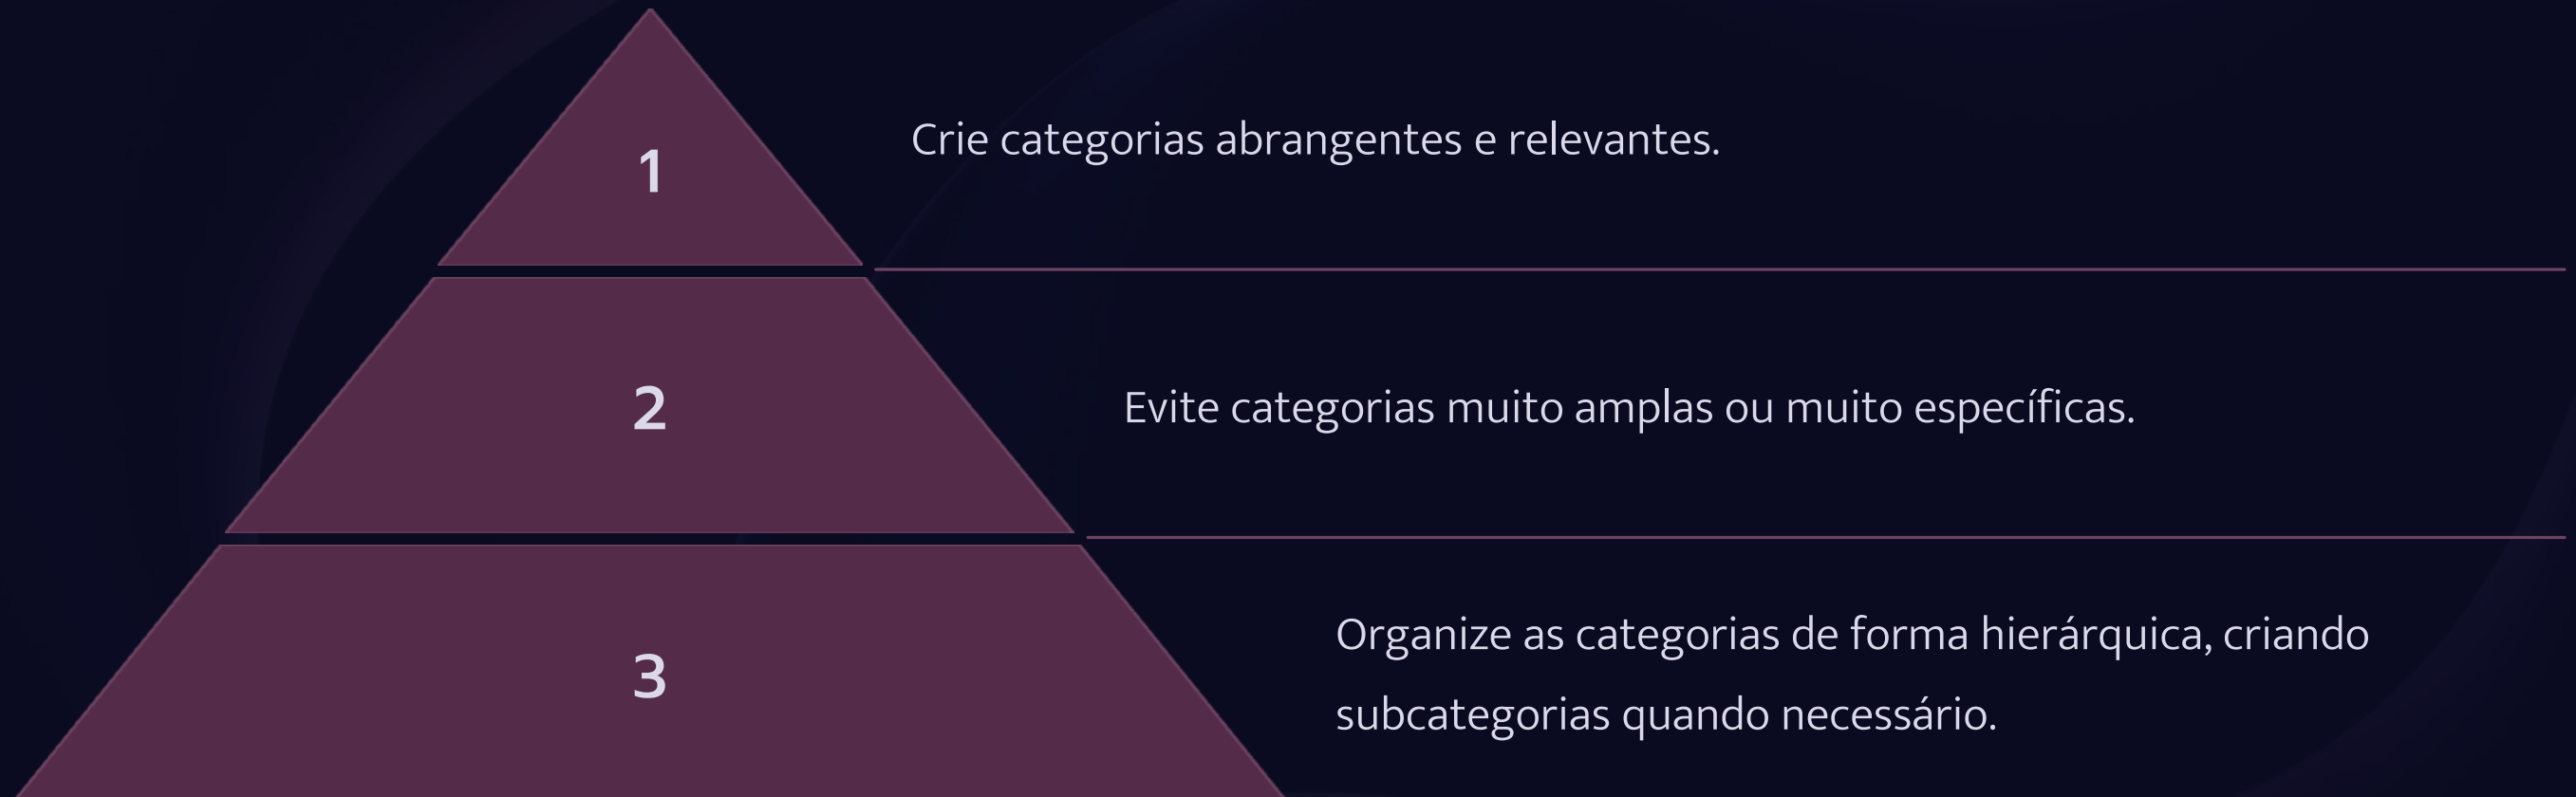 1
Crie categorias abrangentes e relevantes.
2
Evite categorias muito amplas ou muito específicas.
3
Organize as categorias de forma hierárquica, criando
subcategorias quando necessário.